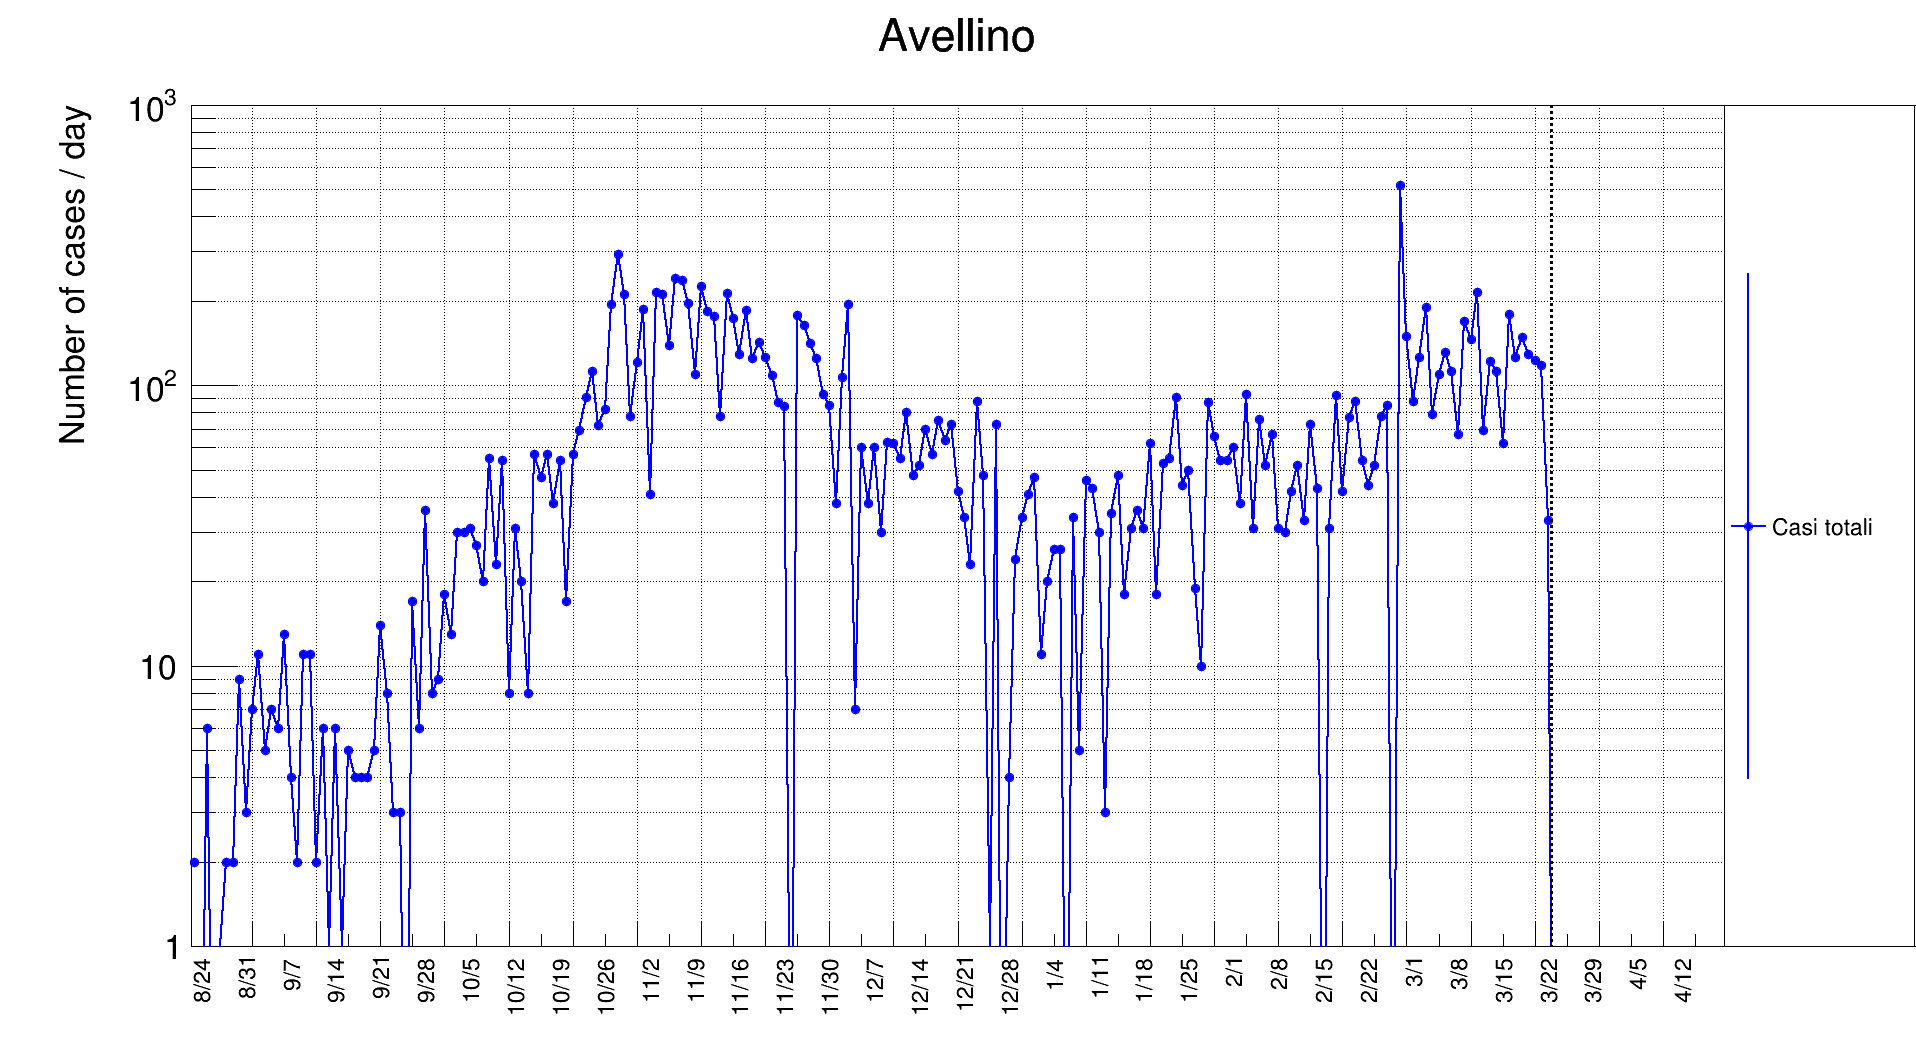 Avellino
Number of cases / day
10³
10²
10
1
8/24 8/31 9/7 9/14 9/21 9/28 10/5 10/12 10/19 10/26 11/2 11/9 11/16 11/23 11/30 12/7 12/14 12/21 12/28 1/4 1/11 1/18 1/25 2/1 2/8 2/15 2/22 3/1 3/8 3/15 3/22 3/29 4/5 4/12
Casi totali